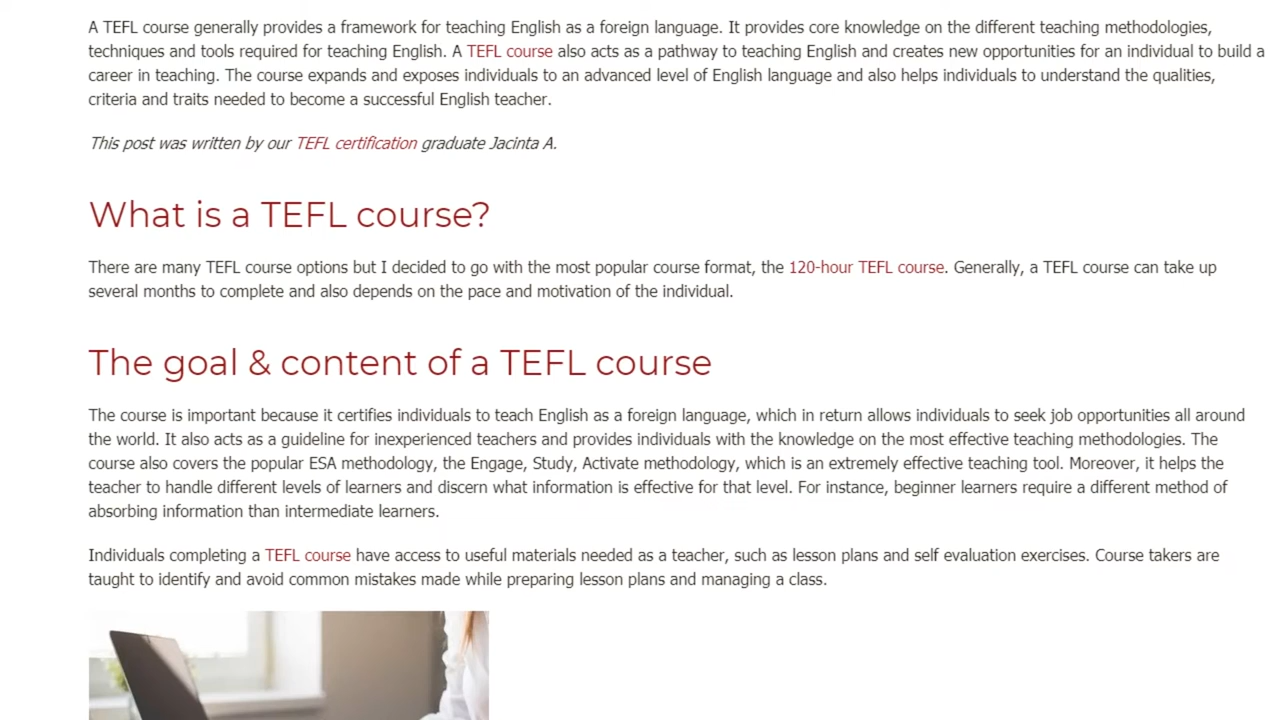 A TEFL course generally provides a framework for teaching English as a foreign language. It provides core knowledge on the different teaching methodologies,
techniques and tools required for teaching English. A TEFL course also acts as a pathway to teaching English and creates new opportunities for an individual to build a
career in teaching. The course expands and exposes individuals to an advanced level of English language and also helps individuals to understand the qualities,
criteria and traits needed to become a successful English teacher.
This post was written by our TEFL certification graduate Jacinta A.
What is a TEFL course?
There are many TEFL course options but I decided to go with the most popular course format, the 120-hour TEFL course. Generally, a TEFL course can take up
several months to complete and also depends on the pace and motivation of the individual.
The goal & content of a TEFL course
The course is important because it certifies individuals to teach English as a foreign language, which in return allows individuals to seek job opportunities all around
the world. It also acts as a guideline for inexperienced teachers and provides individuals with the knowledge on the most effective teaching methodologies. The
course also covers the popular ESA methodology, the Engage, Study, Activate methodology, which is an extremely effective teaching tool. Moreover, it helps the
teacher to handle different levels of learners and discern what information is effective for that level. For instance, beginner learners require a different method of
absorbing information than intermediate learners.
Individuals completing a TEFL course have access to useful materials needed as a teacher, such as lesson plans and self evaluation exercises. Course takers are
taught to identify and avoid common mistakes made while preparing lesson plans and managing a class.